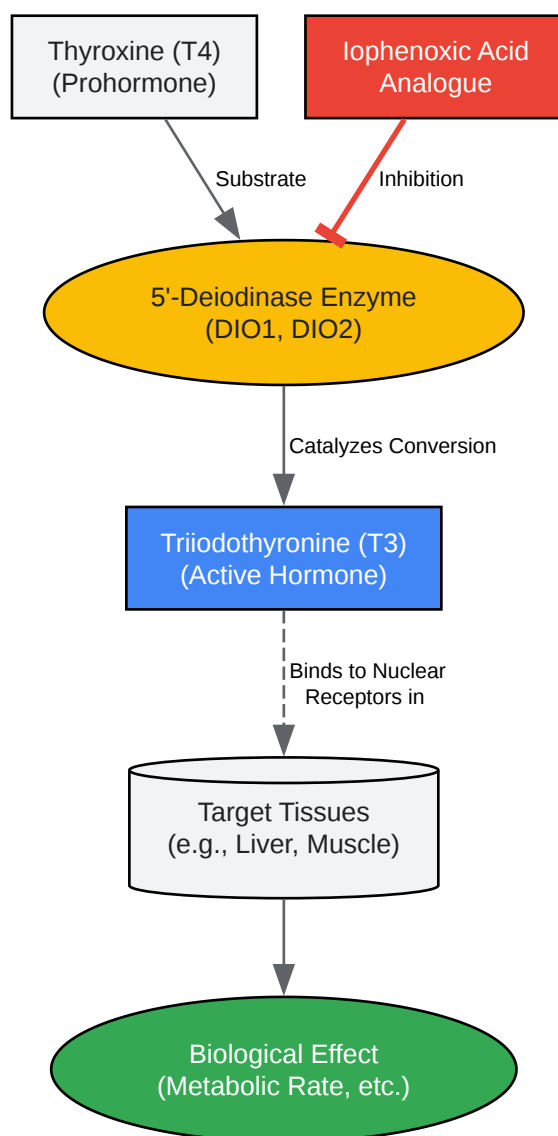 Thyroxine (T4)
(Prohormone)
Iophenoxic Acid
Analogue
Substrate
Inhibition
5'-Deiodinase Enzyme
(DIO1, DIO2)
Catalyzes Conversion
Triiodothyronine (T3)
(Active Hormone)
Binds to Nuclear
Receptors in
Target Tissues
(e.g., Liver, Muscle)
Biological Effect
(Metabolic Rate, etc.)